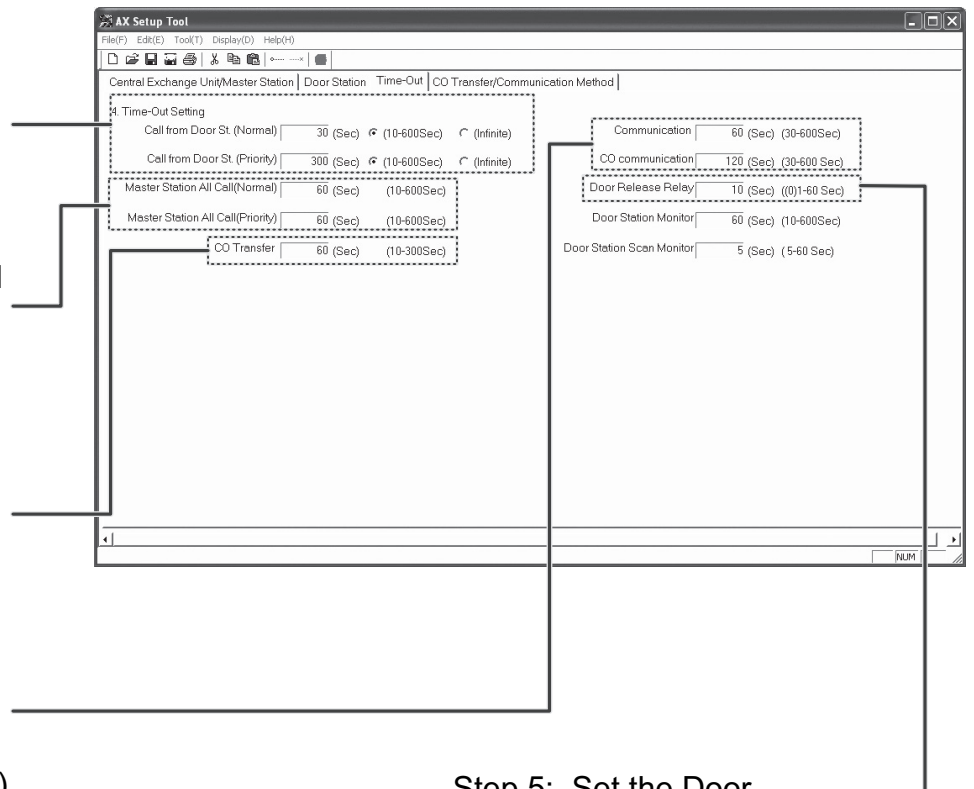 AX Setup Tool
File(F) Edit(E) Tool(T) Display(D) Help(H)
Central Exchange Unit/Master Station Door Station Time-Out CO Transfer/Communication Method
4. Time-Out Setting
Call from Door St. (Normal) 30 (Sec) (10-600Sec) (Infinite)
Call from Door St. (Priority) 300 (Sec) (10-600Sec) (Infinite)
Master Station All Call(Normal) 60 (Sec) (10-600Sec)
Master Station All Call(Priority) 60 (Sec) (10-600Sec)
CO Transfer 60 (Sec) (10-300Sec)
Communication 60 (Sec) (30-600Sec)
CO communication 120 (Sec) (30-600 Sec)
Door Release Relay 10 (Sec) ((0)1-60 Sec)
Door Station Monitor 60 (Sec) (10-600Sec)
Door Station Scan Monitor 5 (Sec) (5-60 Sec)
NUM
)
Step 5: Set the Door